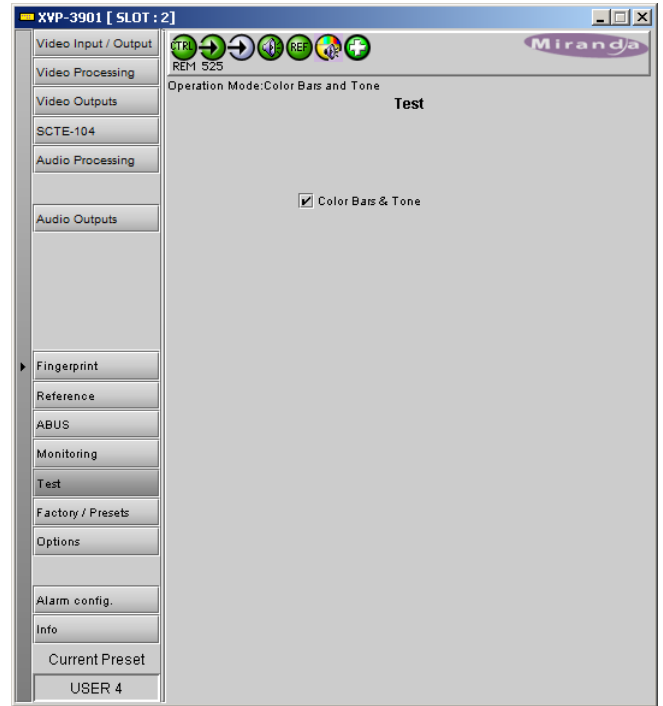 XVP-3901 [ SLOT : 2]
Video Input / Output
Video Processing
Video Outputs
SCTE-104
Audio Processing
Audio Outputs
Fingerprint
Reference
ABUS
Monitoring
Test
Factory / Presets
Options
Alarm config.
Info
Current Preset
USER 4
CTRL
REF
Miranda
REM 525
Operation Mode:Color Bars and Tone
Test
Color Bars & Tone